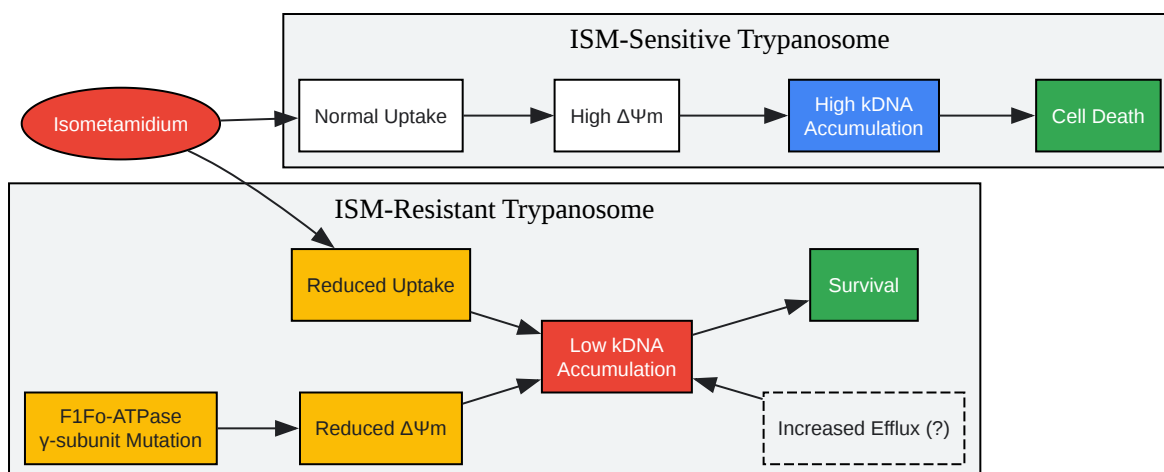 ISM-Sensitive Trypanosome
Isometamidium
Normal Uptake
High ΔΨm
High kDNA
Accumulation
Cell Death
ISM-Resistant Trypanosome
Reduced Uptake
Survival
Low kDNA
Accumulation
F1Fo-ATPase
γ-subunit Mutation
Reduced ΔΨm
Increased Efflux (?)